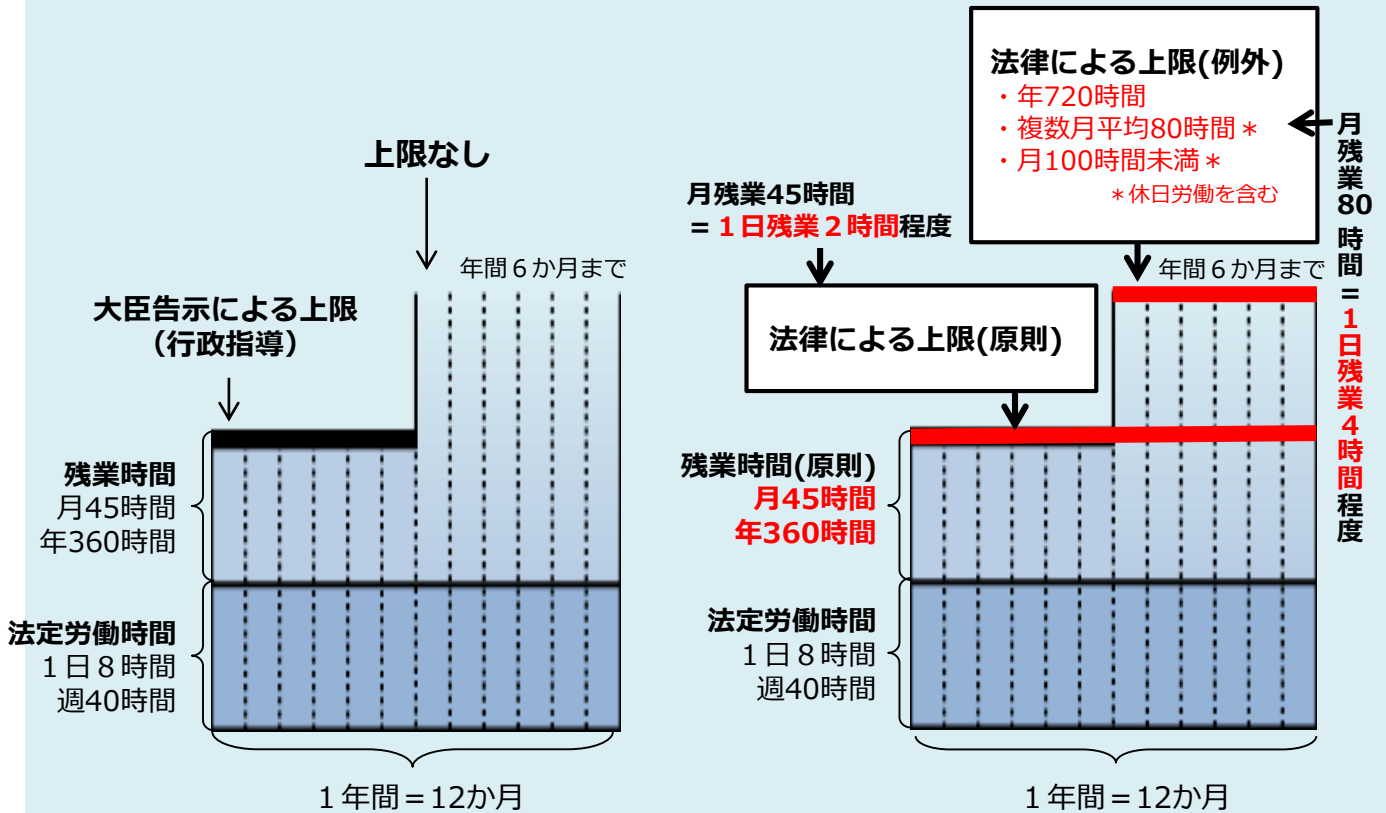 上限なし
年間６か月まで
大臣告示による上限
（行政指導）
残業時間
月45時間
年360時間
法定労働時間
１日８時間
週40時間
１年間＝12か月
法律による上限(例外)
・年720時間
・複数月平均80時間＊
・月100時間未満＊
＊休日労働を含む
月残業80時間＝１日残業４時間程度
月残業45時間
＝１日残業２時間程度
年間６か月まで
法律による上限(原則)
残業時間(原則)
月45時間
年360時間
法定労働時間
１日８時間
週40時間
１年間＝12か月